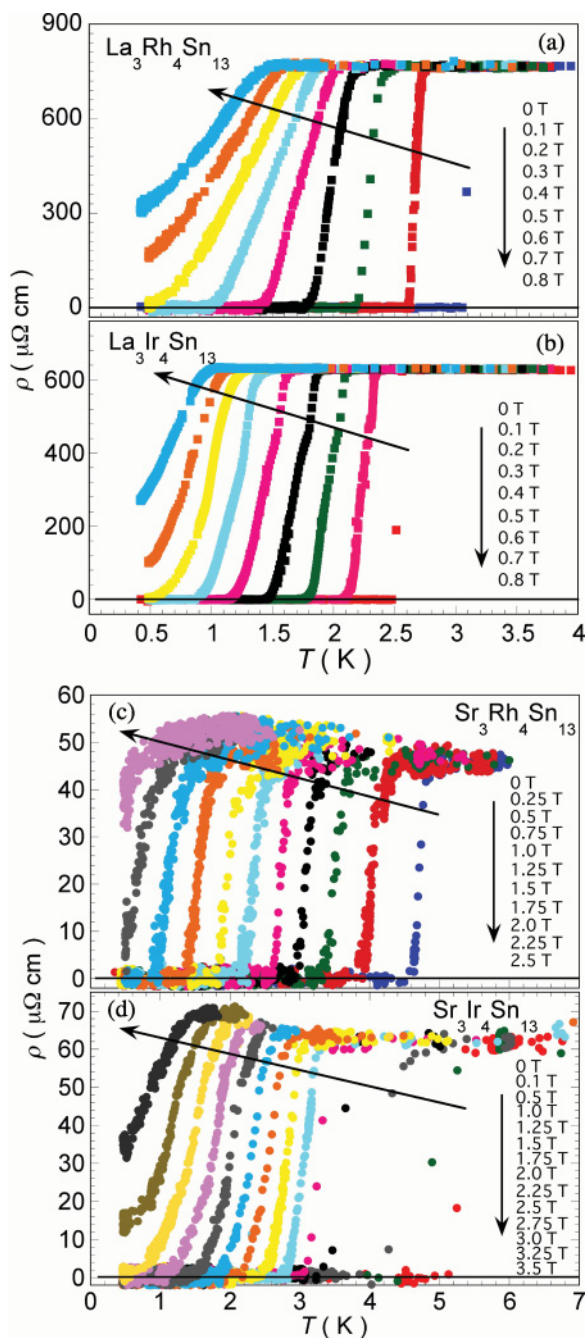 900
(a)
La₃Rh₄Sn₁₃
600
300
0
0 T
0.1 T
0.2 T
0.3 T
0.4 T
0.5 T
0.6 T
0.7 T
0.8 T
ρ (μΩ cm)
(b)
La₃Ir₄Sn₁₃
600
400
200
0
0 T
0.1 T
0.2 T
0.3 T
0.4 T
0.5 T
0.6 T
0.7 T
0.8 T
0 0.5 1 1.5 2 2.5 3 3.5 4
T ( K )
60
(c)
Sr₃Rh₄Sn₁₃
50
40
30
20
10
0
0 T
0.25 T
0.5 T
0.75 T
1.0 T
1.25 T
1.5 T
1.75 T
2.0 T
2.25 T
2.5 T
ρ (μΩ cm)
(d)
Sr₃Ir₄Sn₁₃
70
60
50
40
30
20
10
0
0 T
0.1 T
0.5 T
1.0 T
1.25 T
1.5 T
1.75 T
2.0 T
2.25 T
2.5 T
2.75 T
3.0 T
3.25 T
3.5 T
0 1 2 3 4 5 6 7
T ( K )